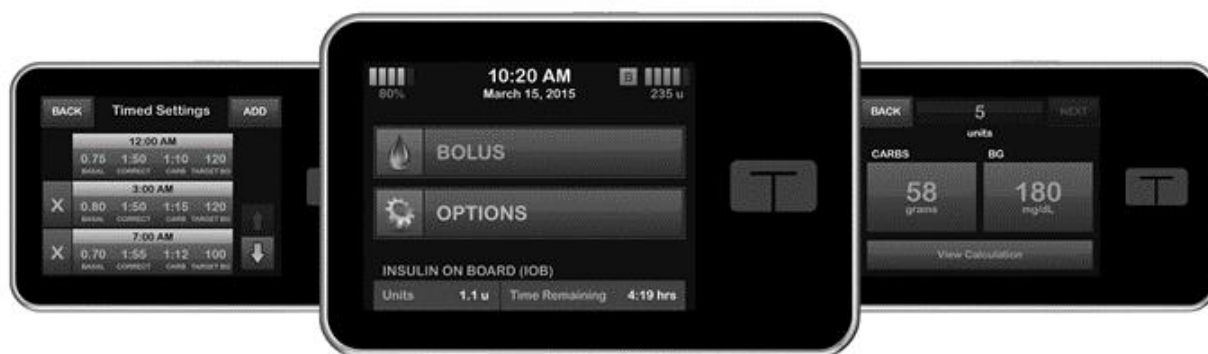 BACK Timed Settings ADD
12:00 AM
0.75 1:50 1:10 120
BASAL CORRECT CARB TARGET BG
3:00 AM
X 0.80 1:50 1:15 120
BASAL CORRECT CARB TARGET BG
7:00 AM
X 0.70 1:55 1:12 100
BASAL CORRECT CARB TARGET BG
10:20 AM
80% March 15, 2015 B 235 u
BOLUS
OPTIONS
INSULIN ON BOARD (IOB)
Units 1.1 u Time Remaining 4:19 hrs
BACK 5 NEXT
units
CARBS BG
58 180
grams mg/dL
View Calculation